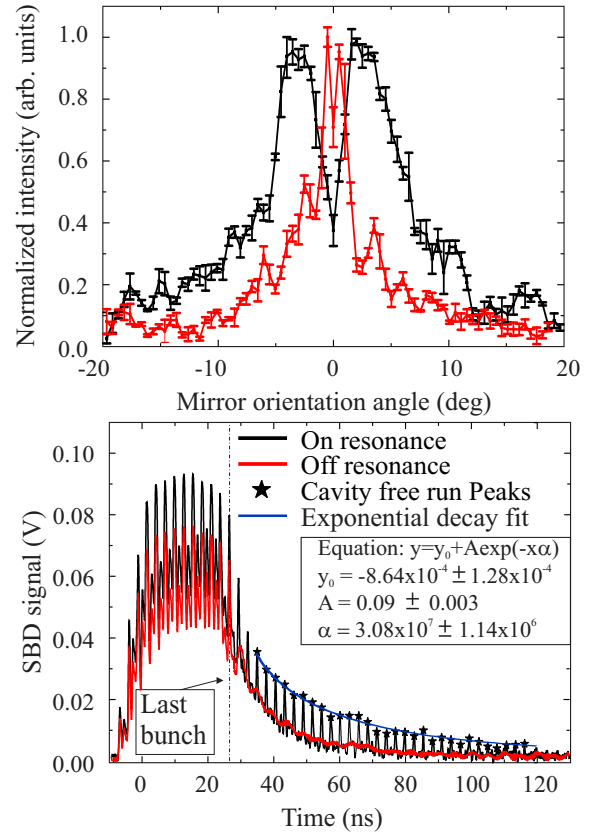 Normalized intensity (arb. units)
1.0
0.8
0.6
0.4
0.2
0.0
-20
-10
0
10
20
Mirror orientation angle (deg)
SBD signal (V)
0.10
0.08
0.06
0.04
0.02
0.00
On resonance
Off resonance
Cavity free run Peaks
Exponential decay fit
Equation: y=y₀+Aexp(-xα)
y₀ = -8.64x10⁻⁴ ± 1.28x10⁻⁴
A = 0.09 ± 0.003
α = 3.08x10⁷ ± 1.14x10⁶
Last
bunch
0
20
40
60
80
100
120
Time (ns)